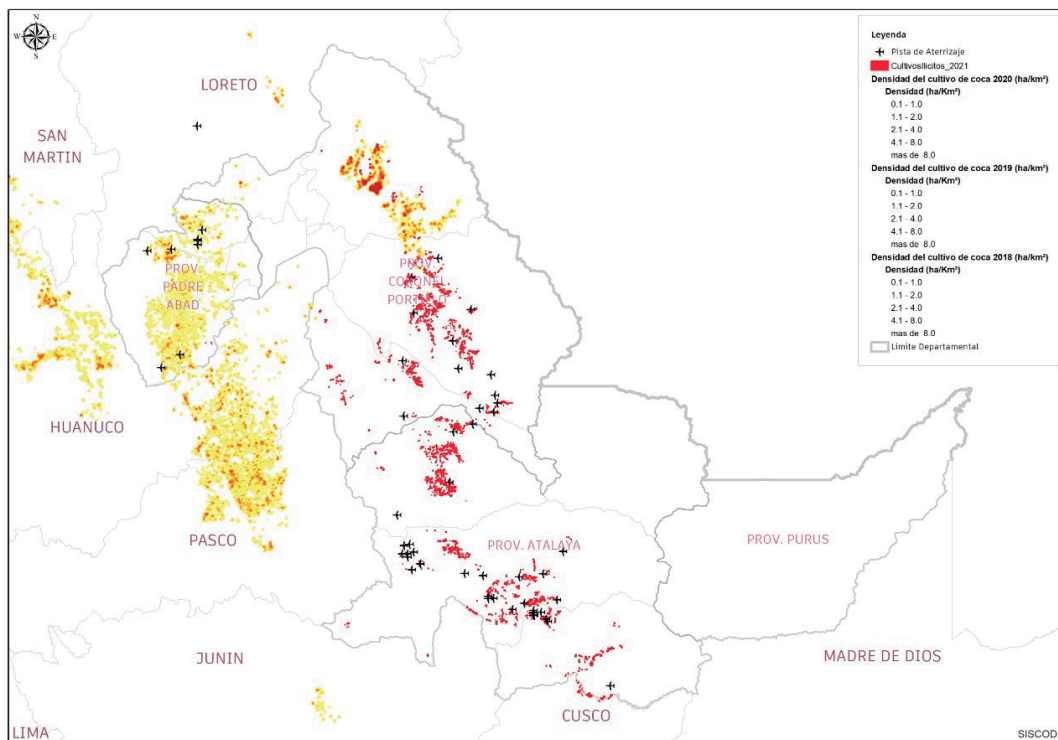 N
W E
S
LORETO
SAN
MARTIN
PROV.
PADRE
ABAD
PROV.
CORONEL
PORTILLO
HUANUCO
PASCO
PROV. ATALAYA
PROV. PURUS
JUNIN
MADRE DE DIOS
CUSCO
LIMA
Leyenda
Pista de Aterrizaje
CultivosIlicitos_2021
Densidad del cultivo de coca 2020 (ha/km²)
Densidad (ha/Km²)
0.1 - 1.0
1.1 - 2.0
2.1 - 4.0
4.1 - 8.0
mas de 8.0
Densidad del cultivo de coca 2019 (ha/km²)
Densidad (ha/Km²)
0.1 - 1.0
1.1 - 2.0
2.1 - 4.0
4.1 - 8.0
mas de 8.0
Densidad del cultivo de coca 2018 (ha/km²)
Densidad (ha/Km²)
0.1 - 1.0
1.1 - 2.0
2.1 - 4.0
4.1 - 8.0
mas de 8.0
Limite Departamental
SISCOD